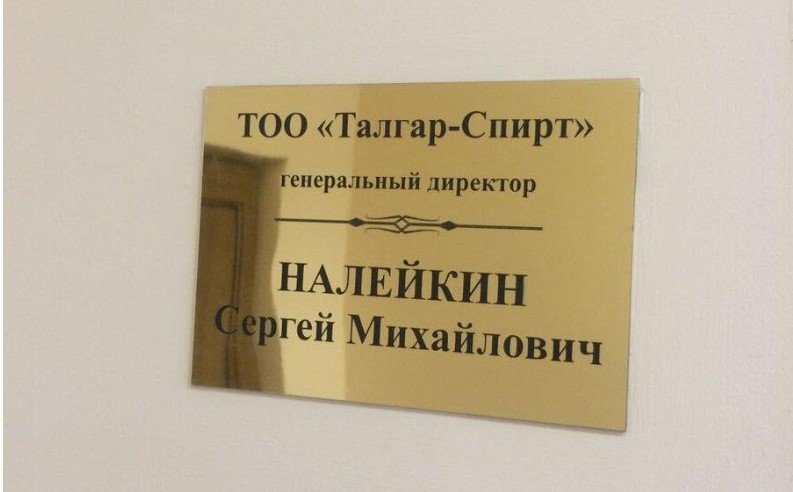 ТОО «Талгар-Спирт»
генеральный директор
НАЛЕЙКИН
Сергей Михайлович